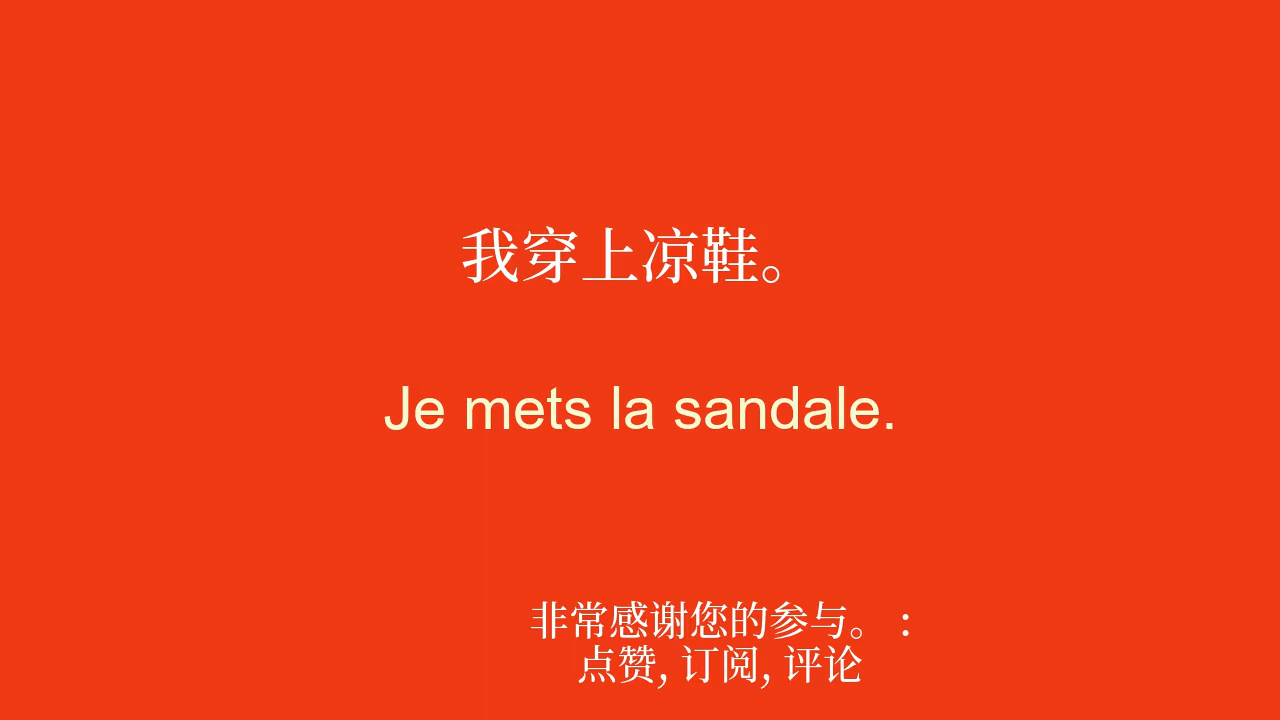 我穿上凉鞋。
Je mets la sandale.
非常感谢您的参与。 :
点赞, 订阅, 评论